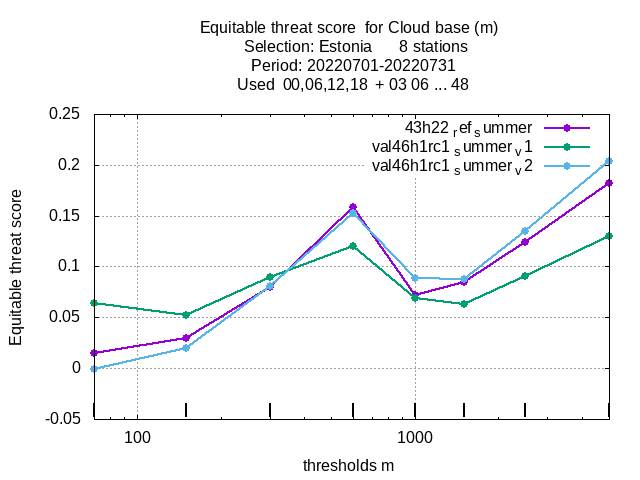 Equitable threat score  for Cloud base (m)
Selection: Estonia      8 stations
Period: 20220701-20220731
Used  00,06,12,18  + 03 06 ... 48
0.25
0.2
0.15
0.1
0.05
0
-0.05
Equitable threat score
43h22_ref_summer
val46h1rc1_summer_v1
val46h1rc1_summer_v2
100
1000
thresholds m